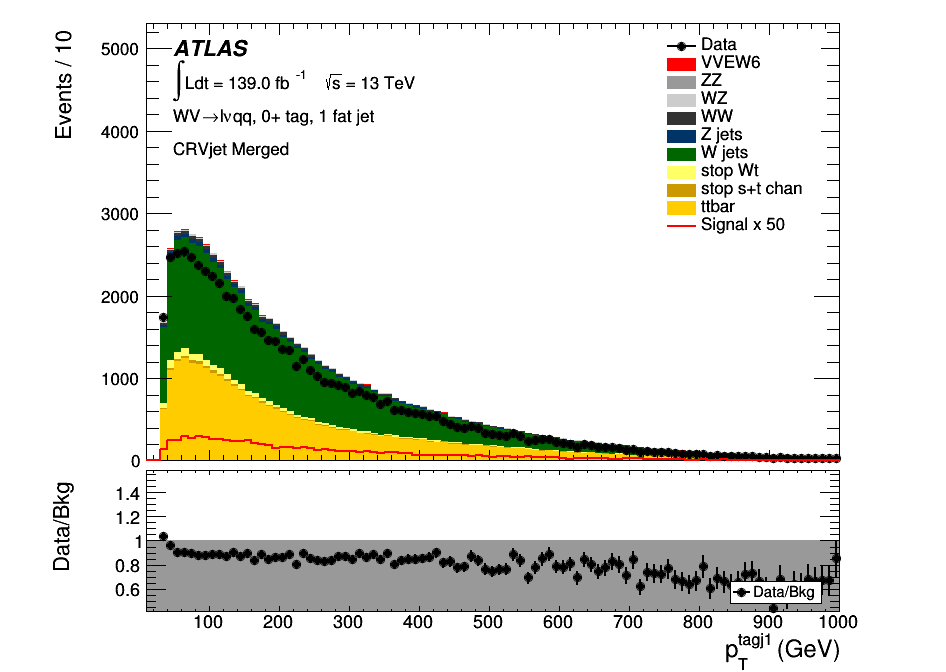 Events / 10
5000
4000
3000
2000
1000
0
ATLAS
∫Ldt = 139.0 fb⁻¹ √s = 13 TeV
WV→lνqq, 0+ tag, 1 fat jet
CRVjet Merged
Data
VVEW6
ZZ
WZ
WW
Z jets
W jets
stop Wt
stop s+t chan
ttbar
Signal x 50
Data/Bkg
1.4
1.2
1
0.8
0.6
Data/Bkg
100 200 300 400 500 600 700 800 900 1000
p_T^tagj1 (GeV)